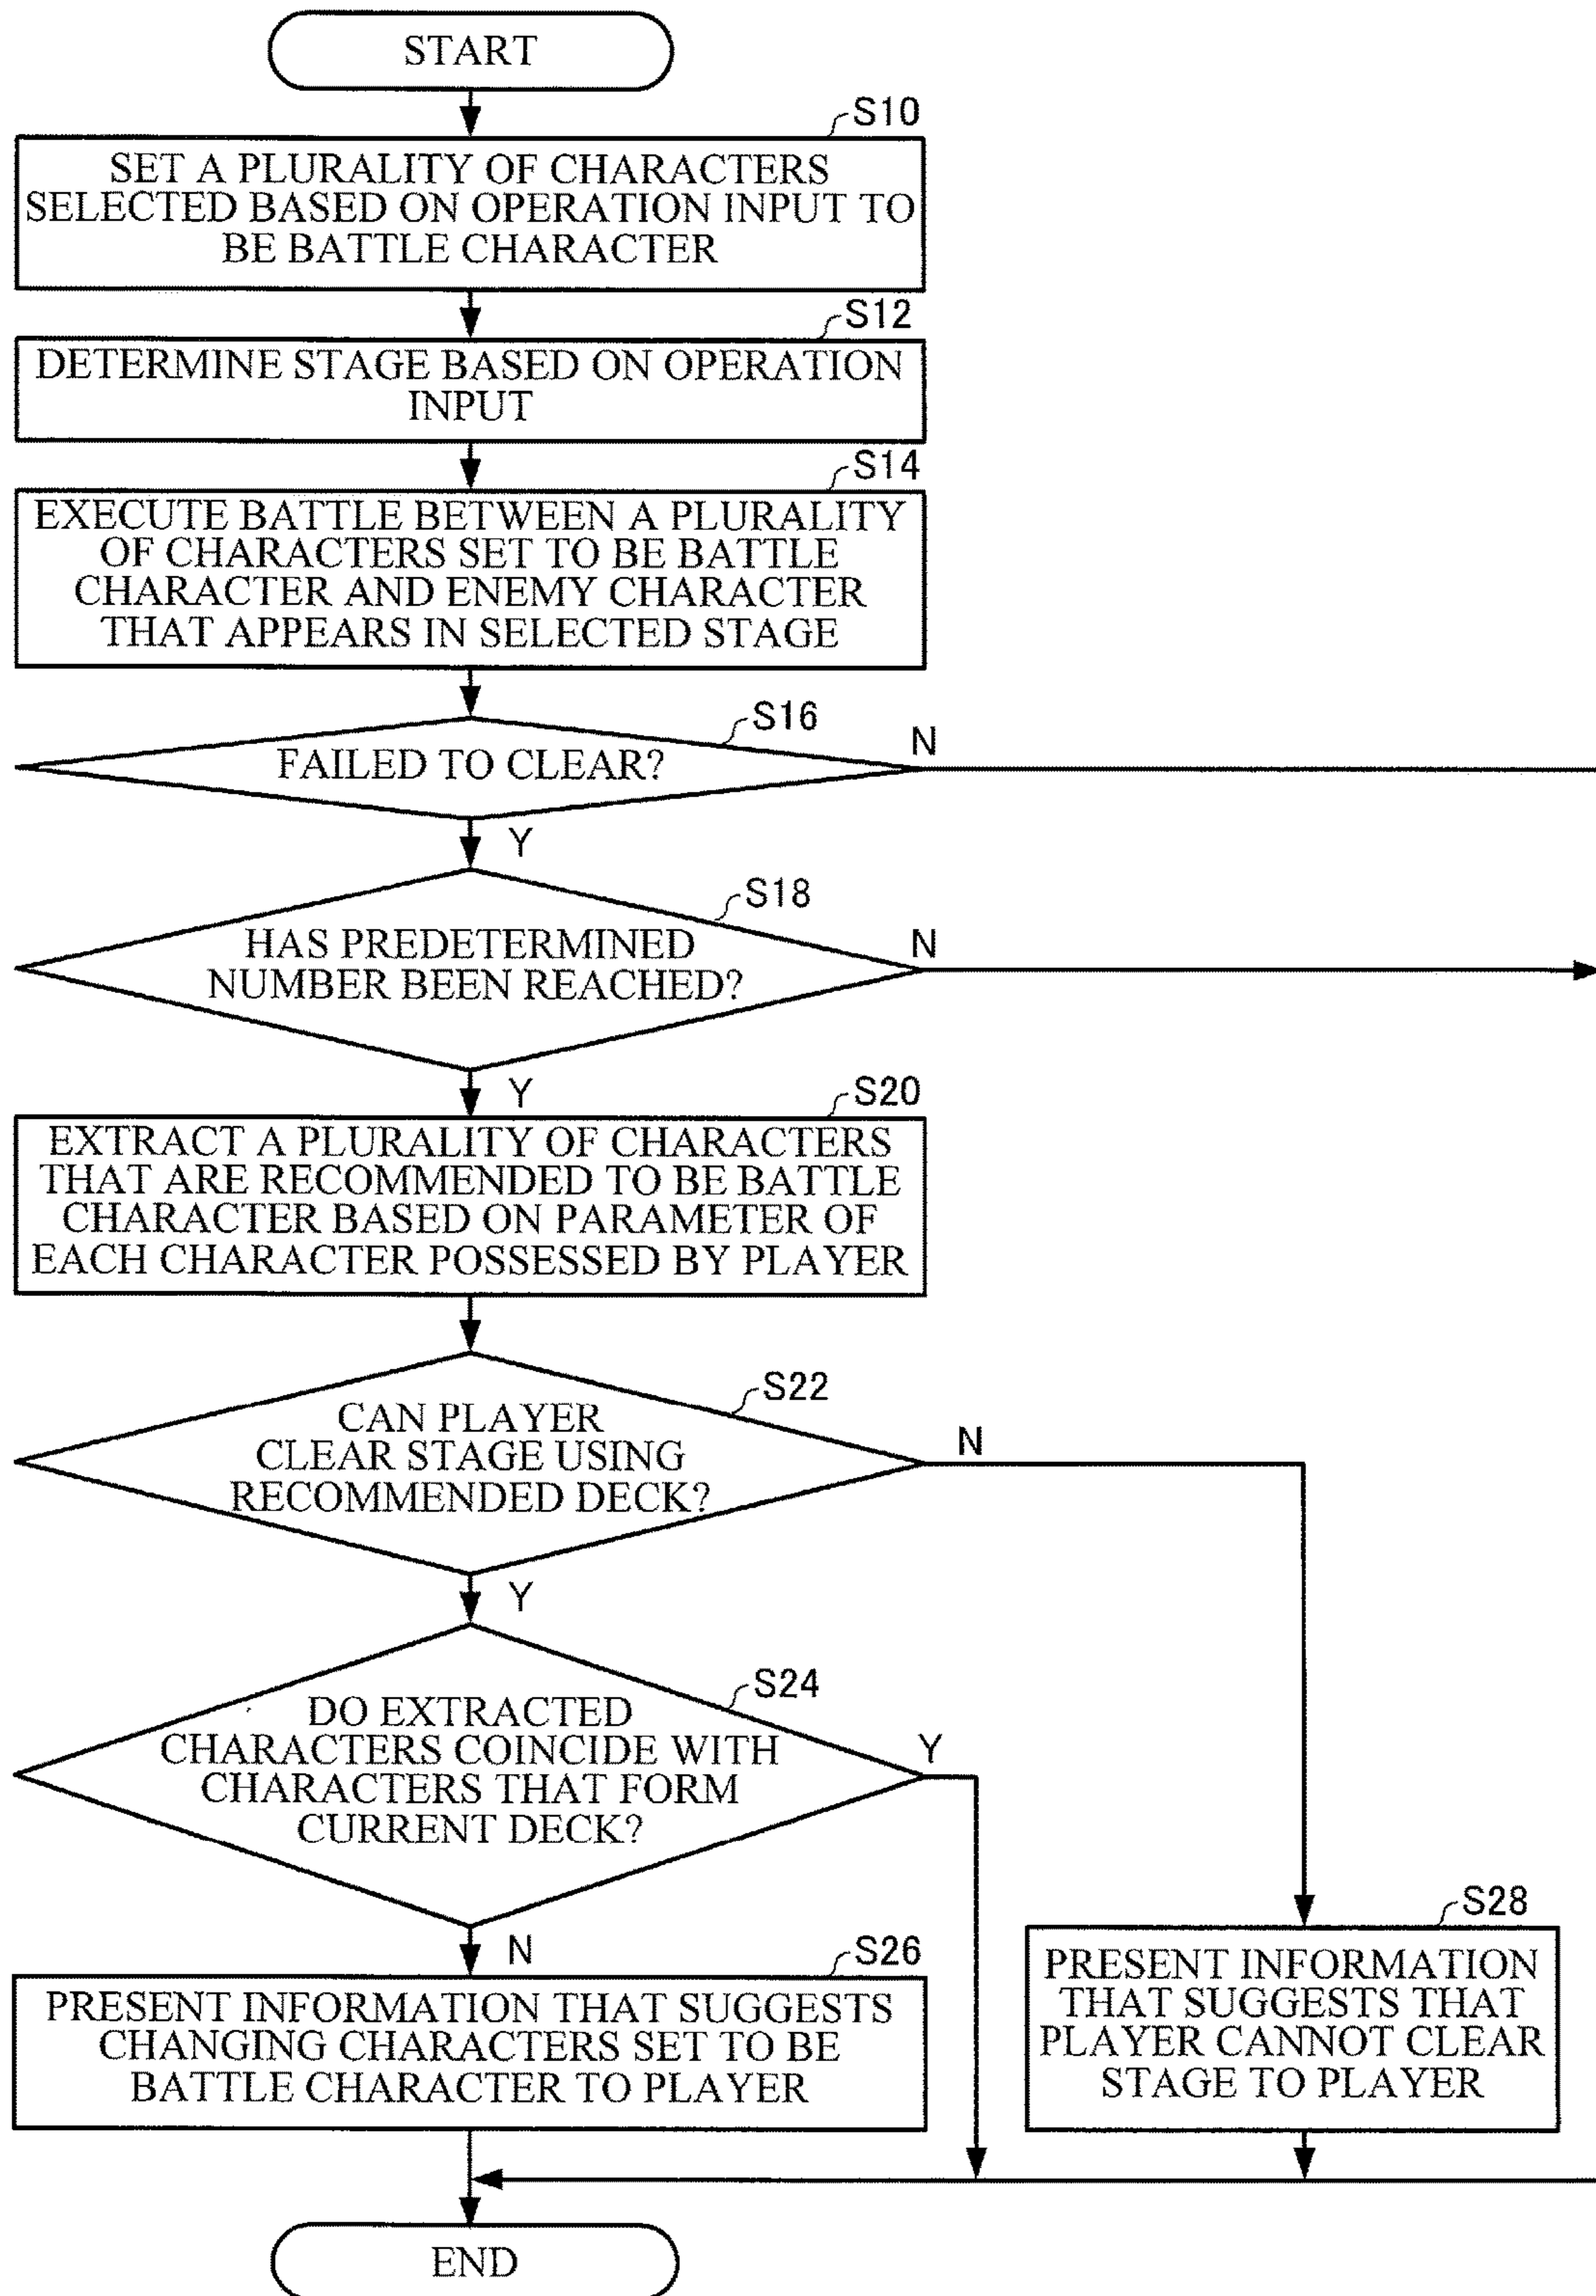 START
S10
SET A PLURALITY OF CHARACTERS
SELECTED BASED ON OPERATION INPUT TO
BE BATTLE CHARACTER
S12
DETERMINE STAGE BASED ON OPERATION
INPUT
S14
EXECUTE BATTLE BETWEEN A PLURALITY
OF CHARACTERS SET TO BE BATTLE
CHARACTER AND ENEMY CHARACTER
THAT APPEARS IN SELECTED STAGE
S16
FAILED TO CLEAR?
N
Y
S18
HAS PREDETERMINED
NUMBER BEEN REACHED?
N
Y
S20
EXTRACT A PLURALITY OF CHARACTERS
THAT ARE RECOMMENDED TO BE BATTLE
CHARACTER BASED ON PARAMETER OF
EACH CHARACTER POSSESSED BY PLAYER
S22
CAN PLAYER
CLEAR STAGE USING
RECOMMENDED DECK?
N
Y
S24
DO EXTRACTED
CHARACTERS COINCIDE WITH
CHARACTERS THAT FORM
CURRENT DECK?
Y
N
S26
PRESENT INFORMATION THAT SUGGESTS
CHANGING CHARACTERS SET TO BE
BATTLE CHARACTER TO PLAYER
S28
PRESENT INFORMATION
THAT SUGGESTS THAT
PLAYER CANNOT CLEAR
STAGE TO PLAYER
END